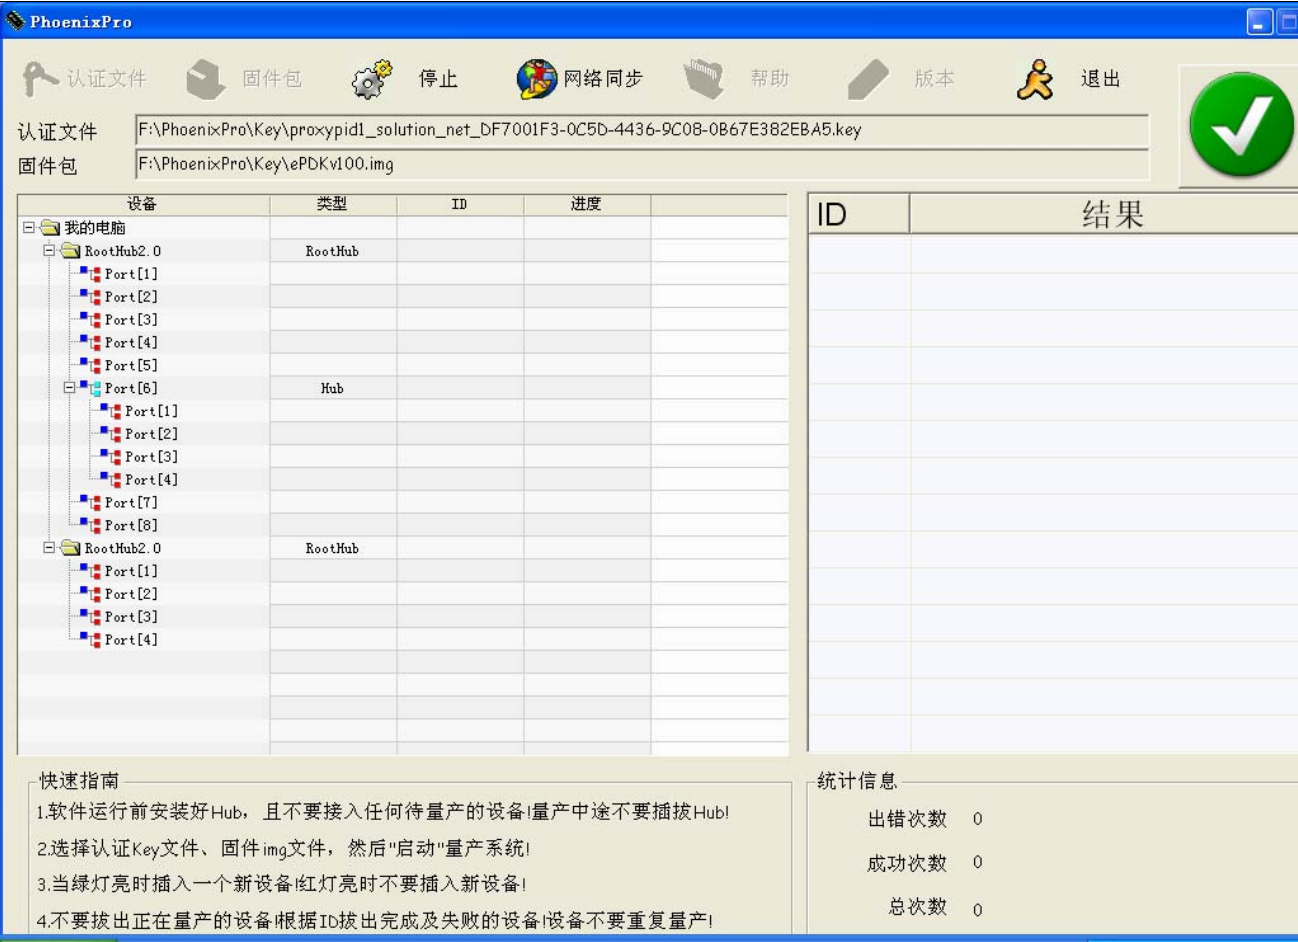 PhoenixPro
认证文件 固件包 停止 网络同步 帮助 版本 退出
认证文件 F:\PhoenixPro\Key\proxypid1_solution_net_DF7001F3-0C5D-4436-9C08-0B67E382EBA5.key
固件包 F:\PhoenixPro\Key\ePDKv100.img
设备 类型 ID 进度
ID 结果
我的电脑
RootHub2.0 RootHub
Port[1]
Port[2]
Port[3]
Port[4]
Port[5]
Port[6] Hub
Port[1]
Port[2]
Port[3]
Port[4]
Port[7]
Port[8]
RootHub2.0 RootHub
Port[1]
Port[2]
Port[3]
Port[4]
快速指南
1.软件运行前安装好Hub，且不要接入任何待量产的设备!量产中途不要插拔Hub!
2.选择认证Key文件、固件img文件，然后"启动"量产系统!
3.当绿灯亮时插入一个新设备!红灯亮时不要插入新设备!
4.不要拔出正在量产的设备!根据ID拔出完成及失败的设备!设备不要重复量产!
统计信息
出错次数 0
成功次数 0
总次数 0